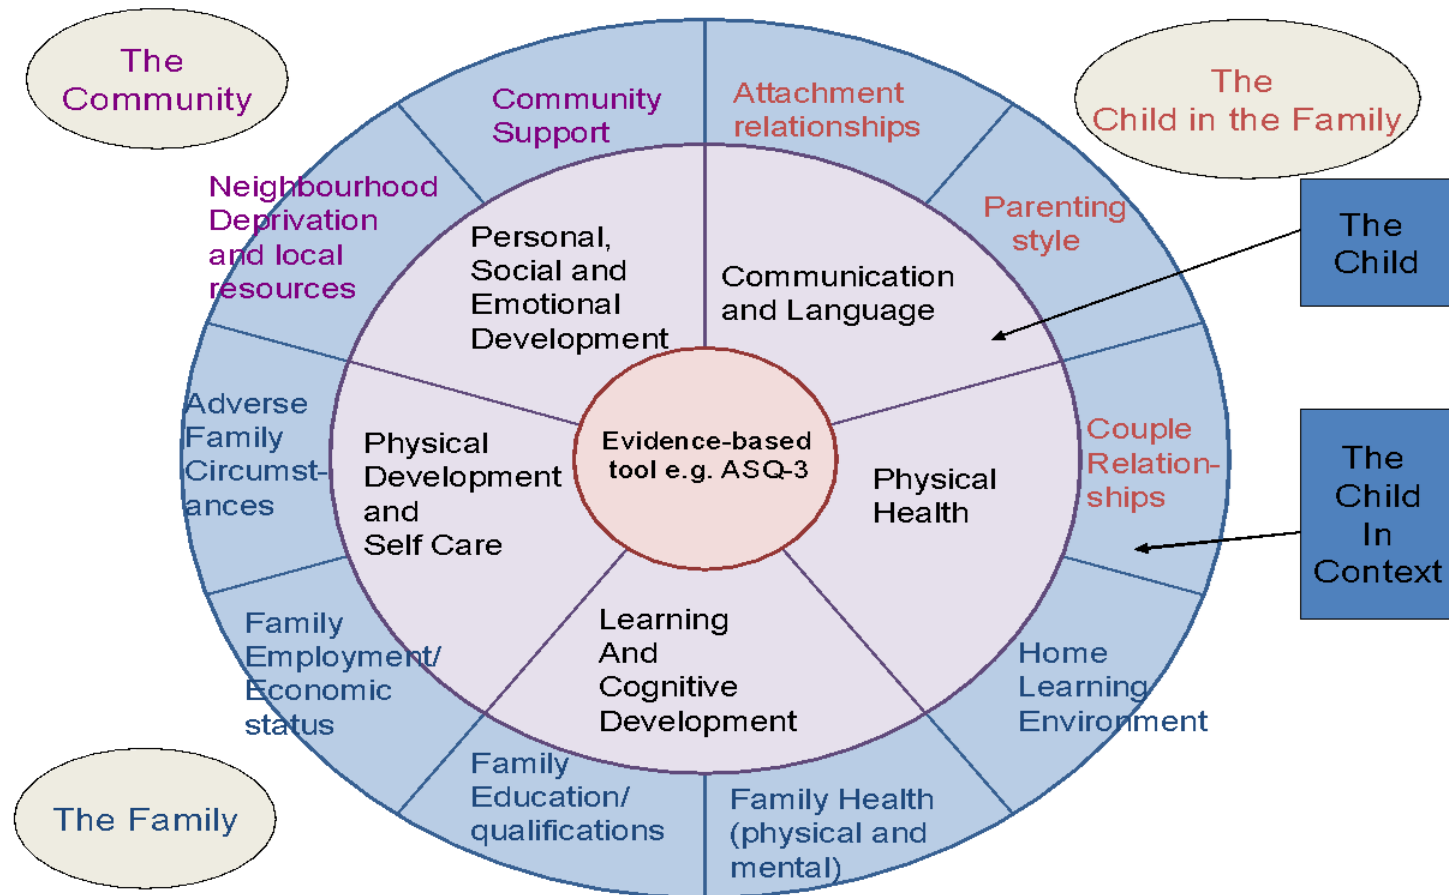 The
Community
Community
Support
Attachment
relationships
The
Child in the Family
Neighbourhood
Deprivation
and local
resources
Parenting
style
The
Child
Personal,
Social and
Emotional
Development
Communication
and Language
Adverse
Family
Circumst-
ances
Physical
Development
and
Self Care
Evidence-based
tool e.g. ASQ-3
Physical
Health
Couple
Relation-
ships
The
Child
In
Context
Family
Employment/
Economic
status
Learning
And
Cognitive
Development
Home
Learning
Environment
The Family
Family
Education/
qualifications
Family Health
(physical and
mental)